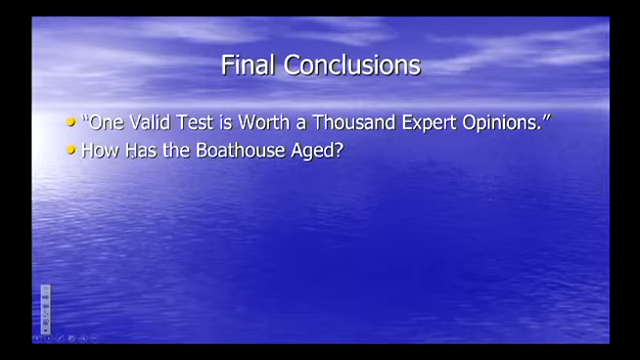 Final Conclusions
“One Valid Test is Worth a Thousand Expert Opinions.”
How Has the Boathouse Aged?